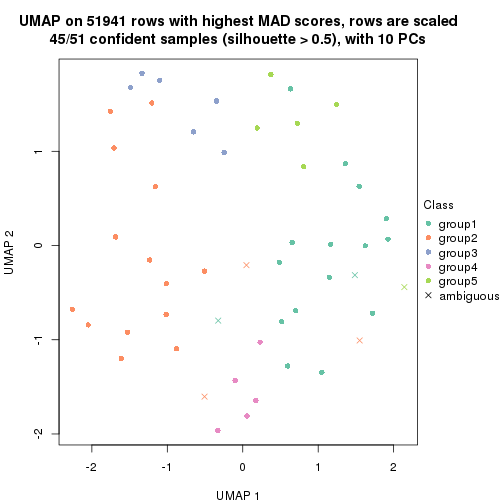 UMAP on 51941 rows with highest MAD scores, rows are scaled
45/51 confident samples (silhouette > 0.5), with 10 PCs
UMAP 2
1
0
-1
-2
-2
-1
0
1
2
UMAP 1
Class
group1
group2
group3
group4
group5
ambiguous